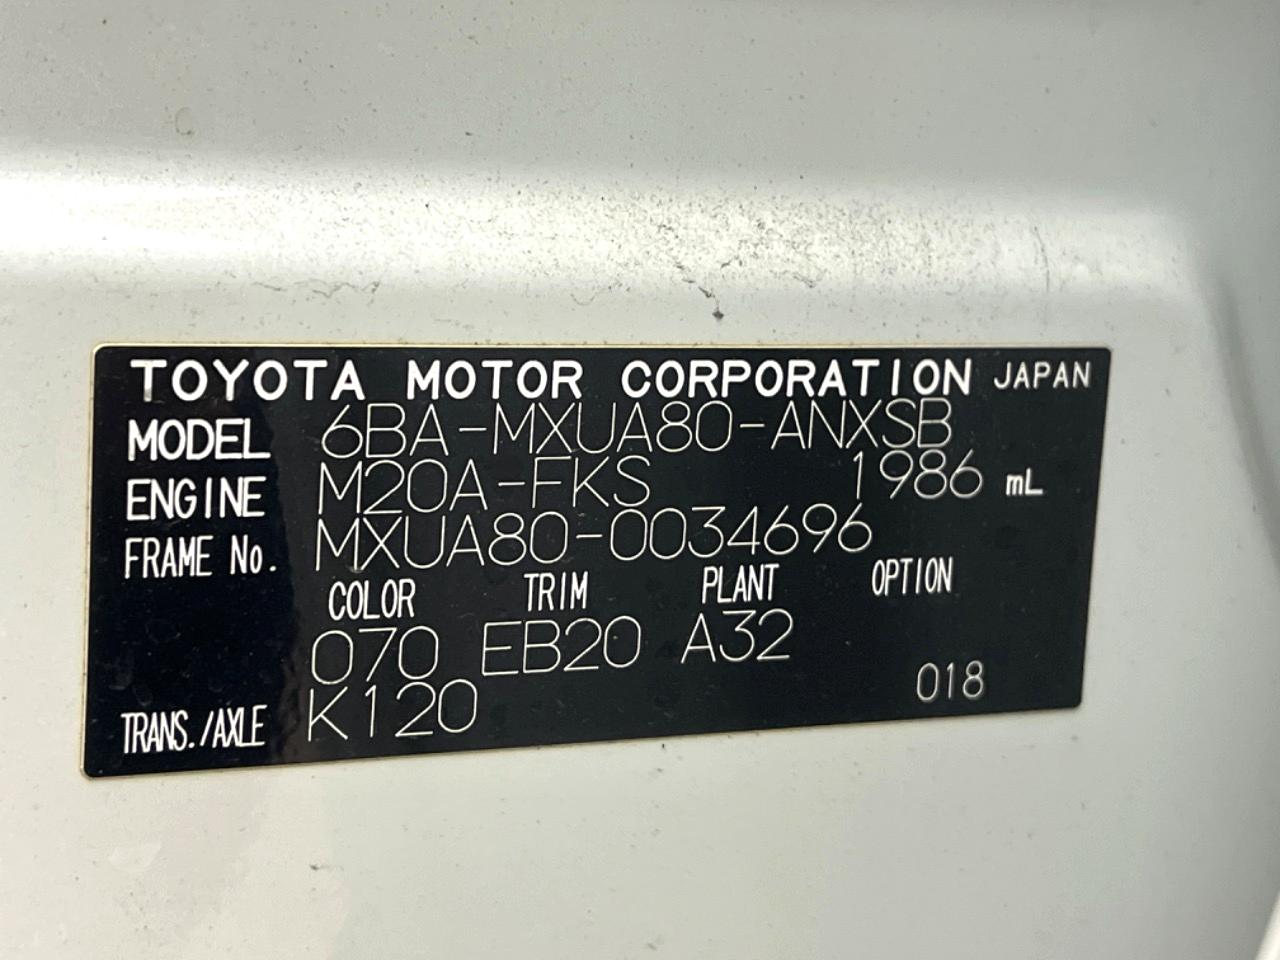 TOYOTA MOTOR CORPORATION JAPAN
MODEL 6BA-MXUA80-ANXSB
ENGINE M20A-FKS 1986 mL
FRAME No. MXUA80-0034696
COLOR TRIM PLANT OPTION
070 EB20 A32
TRANS./AXLE K120 018